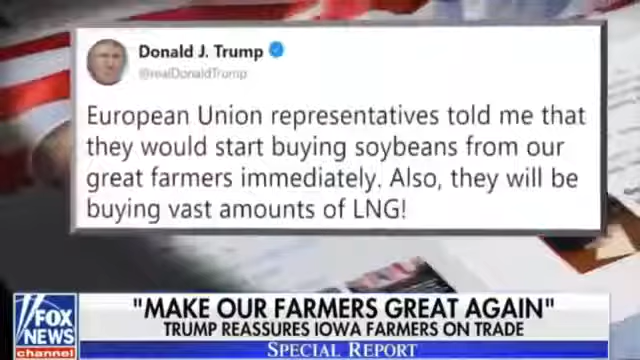 Donald J. Trump
@realDonaldTrump
European Union representatives told me that
they would start buying soybeans from our
great farmers immediately. Also, they will be
buying vast amounts of LNG!
FOX
NEWS
channel
"MAKE OUR FARMERS GREAT AGAIN"
TRUMP REASSURES IOWA FARMERS ON TRADE
SPECIAL REPORT